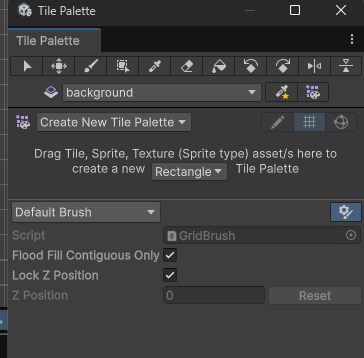 Tile Palette
Tile Palette
background
Create New Tile Palette
Drag Tile, Sprite, Texture (Sprite type) asset/s here to
create a new Rectangle Tile Palette
Default Brush
Script GridBrush
Flood Fill Contiguous Only
Lock Z Position
Z Position 0 Reset